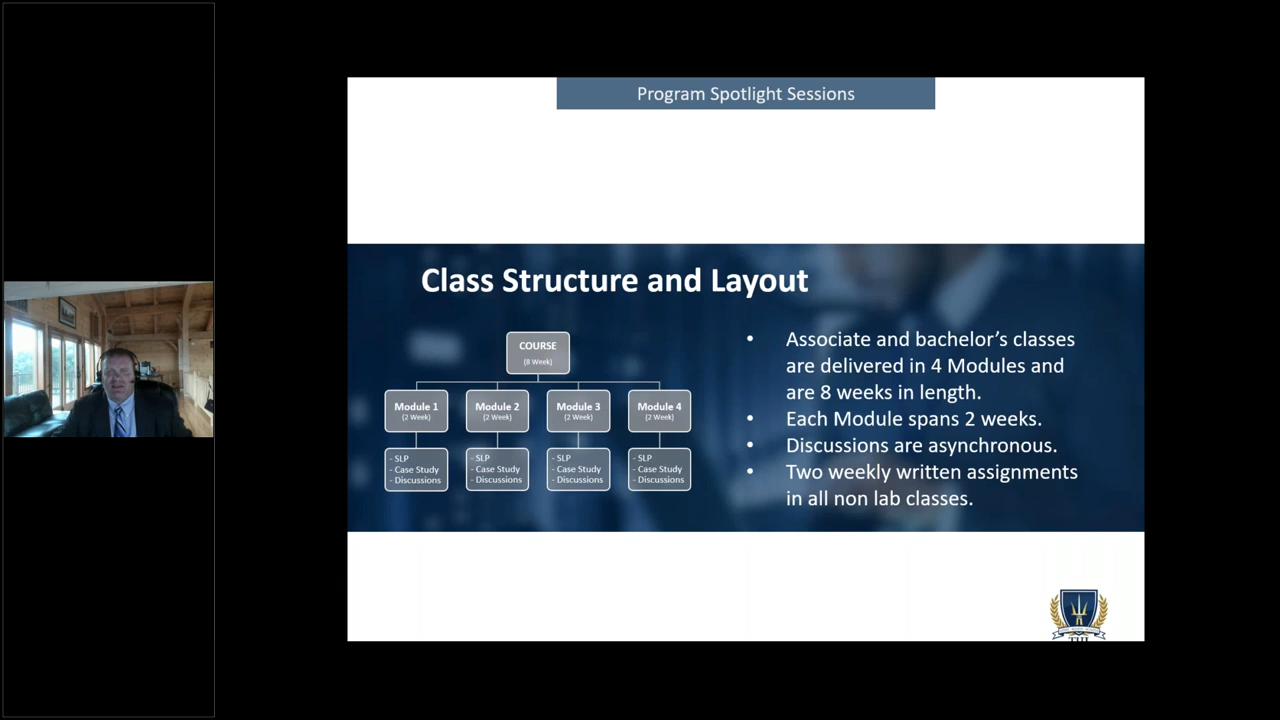 Program Spotlight Sessions
Class Structure and Layout
COURSE
(8 Week)
Module 1
(2 Week)
- SLP
- Case Study
- Discussions
Module 2
(2 Week)
- SLP
- Case Study
- Discussions
Module 3
(2 Week)
- SLP
- Case Study
- Discussions
Module 4
(2 Week)
- SLP
- Case Study
- Discussions
• Associate and bachelor’s classes
are delivered in 4 Modules and
are 8 weeks in length.
• Each Module spans 2 weeks.
• Discussions are asynchronous.
• Two weekly written assignments
in all non lab classes.